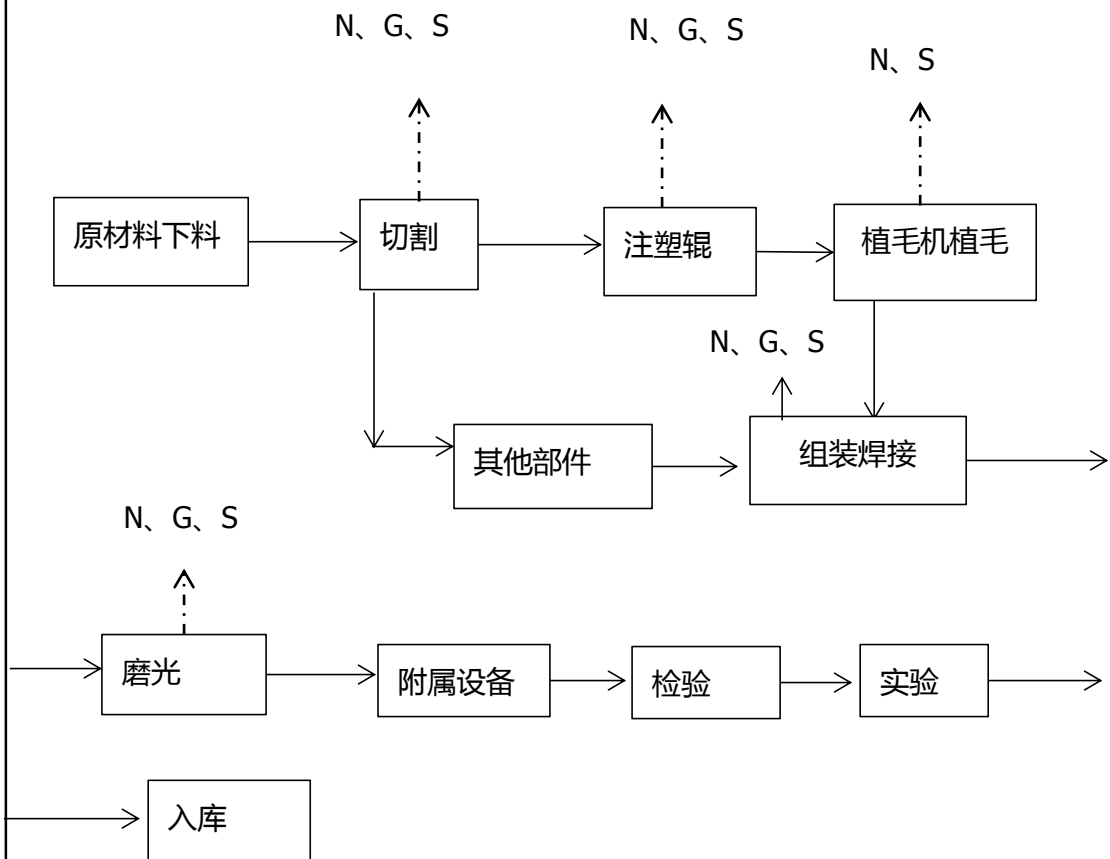 N、G、S
N、G、S
N、S
原材料下料
切割
注塑辊
植毛机植毛
N、G、S
其他部件
组装焊接
N、G、S
磨光
附属设备
检验
实验
入库